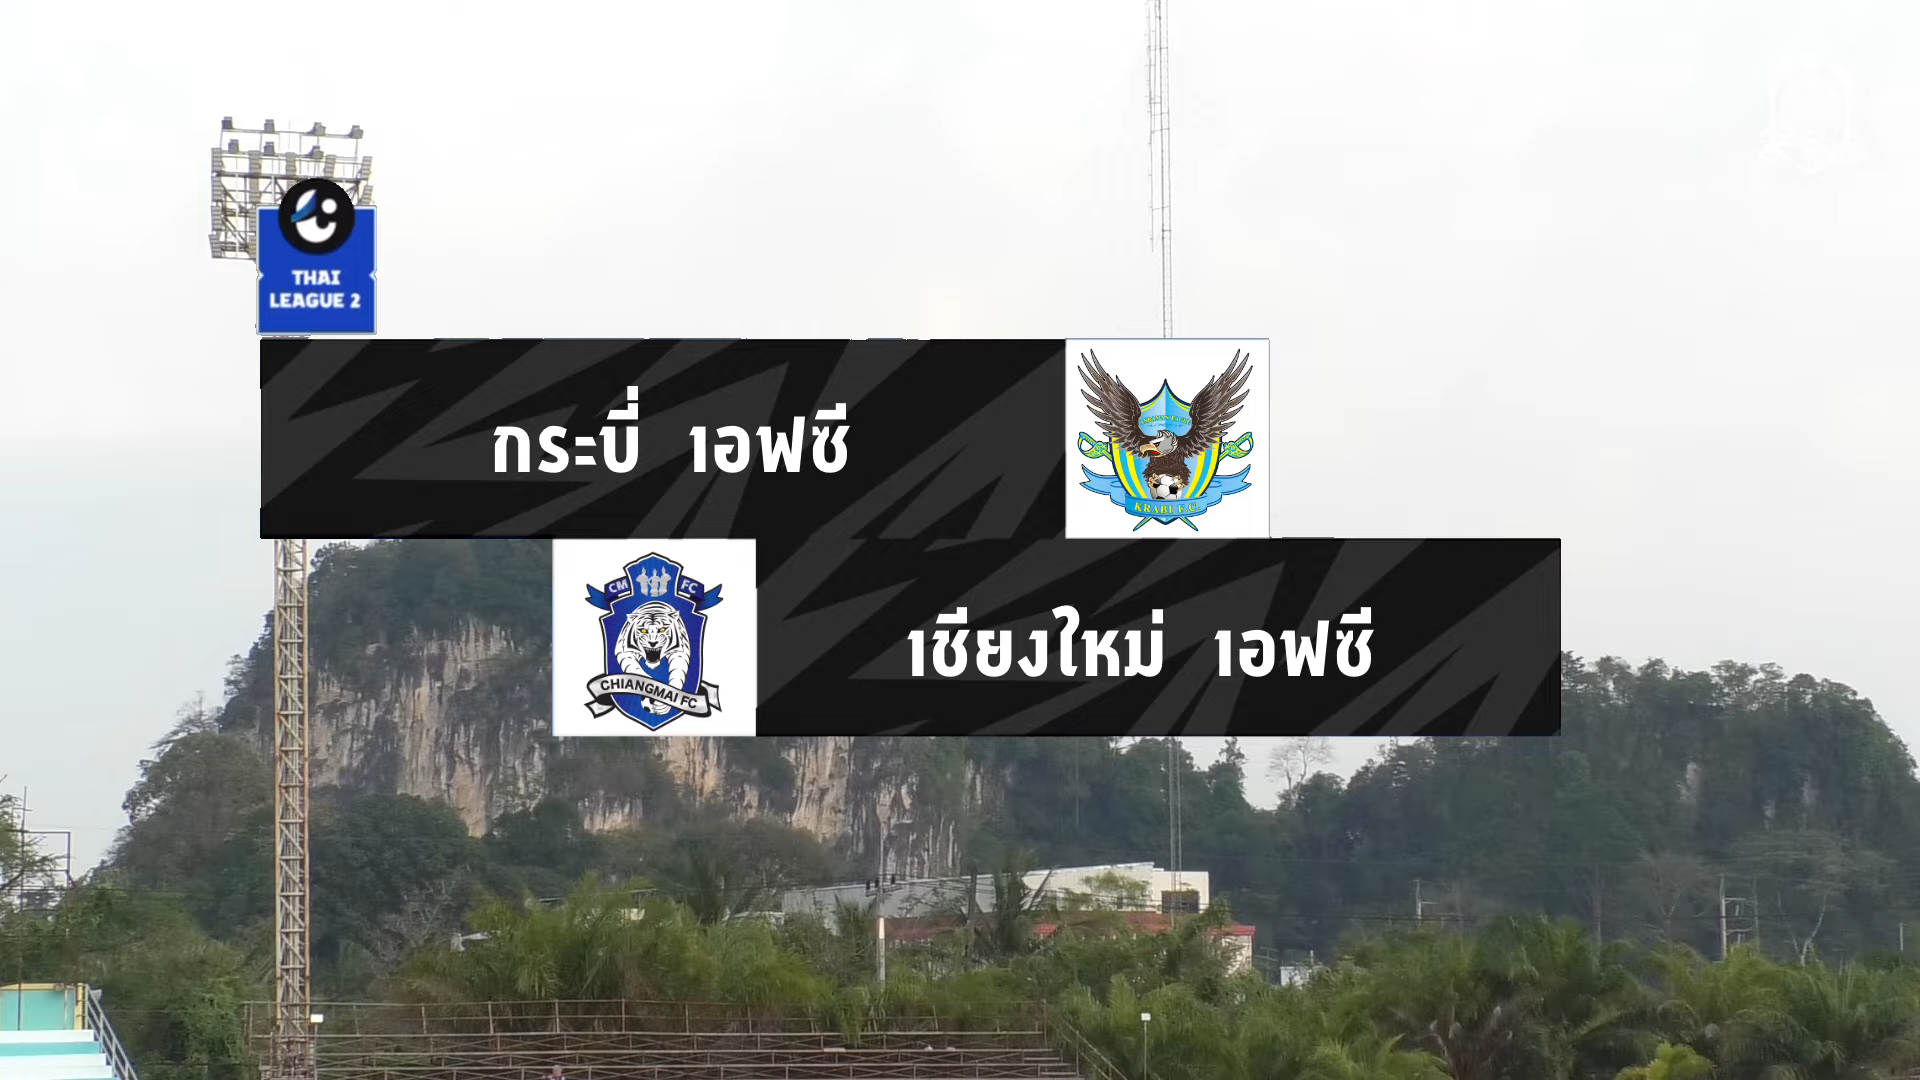 THAI
LEAGUE 2
กระบี่ เอฟซี
KRABI F.C.
CM FC
CHIANGMAI FC
เชียงใหม่ เอฟซี